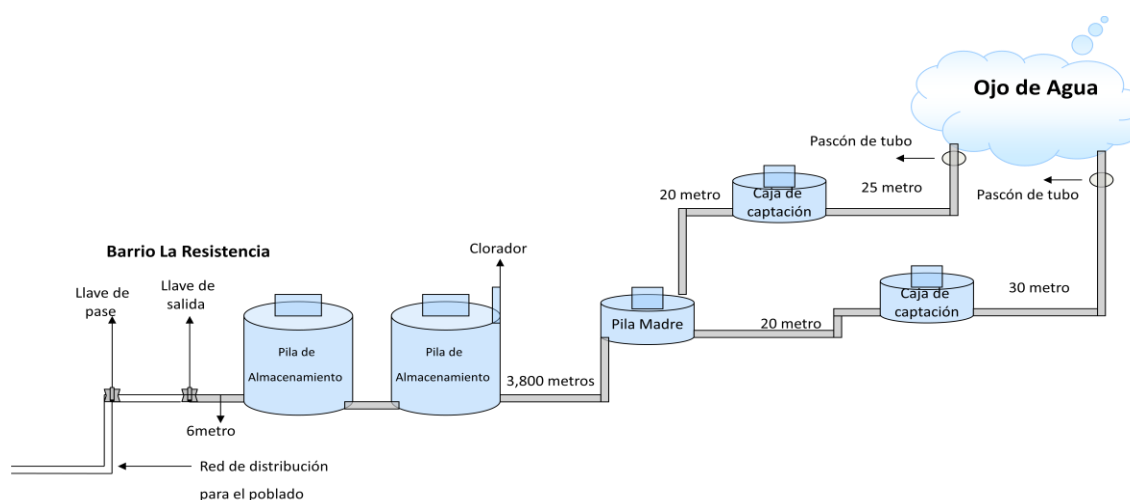 Ojo de Agua
Pascón de tubo
20 metro
Caja de
captación
25 metro
Pascón de tubo
Barrio La Resistencia
Clorador
Llave de
pase
Llave de
salida
Caja de
captación
30 metro
Pila Madre
20 metro
Pila de
Almacenamiento
Pila de
Almacenamiento
3,800 metros
6metro
Red de distribución
para el poblado